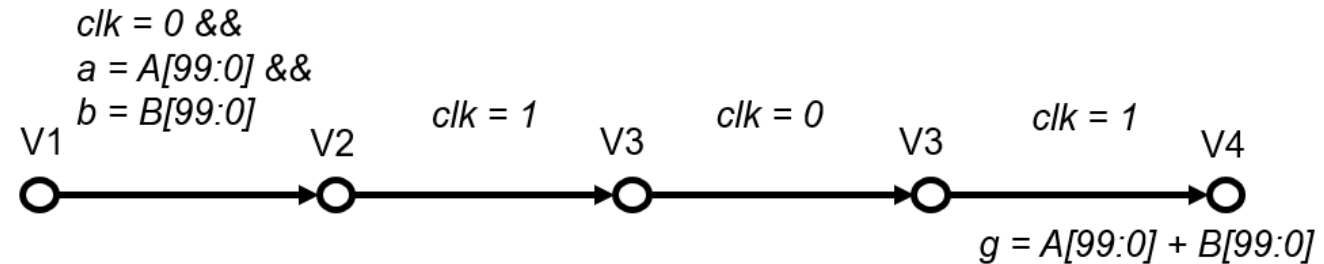 clk = 0 &&
a = A[99:0] &&
b = B[99:0]
clk = 1
clk = 0
clk = 1
V1
V2
V3
V3
V4
g = A[99:0] + B[99:0]